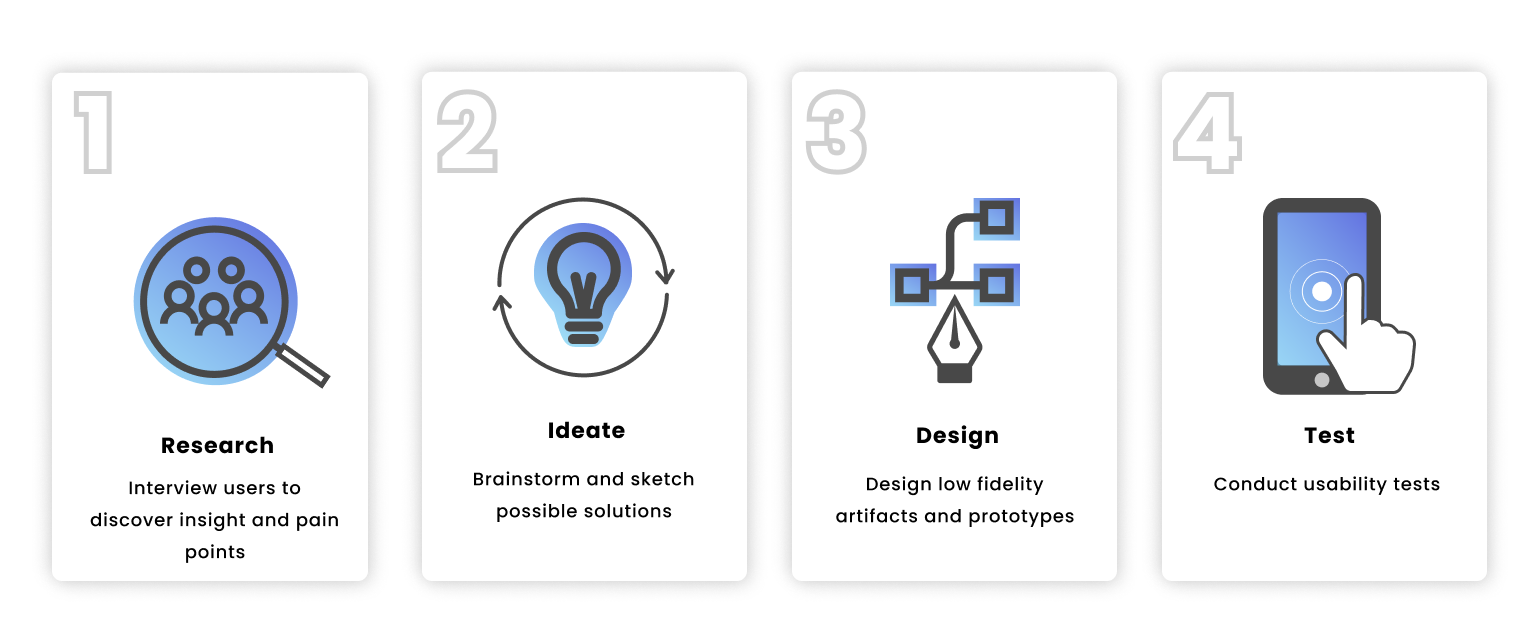 1
Research
Interview users to
discover insight and pain
points
2
Ideate
Brainstorm and sketch
possible solutions
3
Design
Design low fidelity
artifacts and prototypes
4
Test
Conduct usability tests